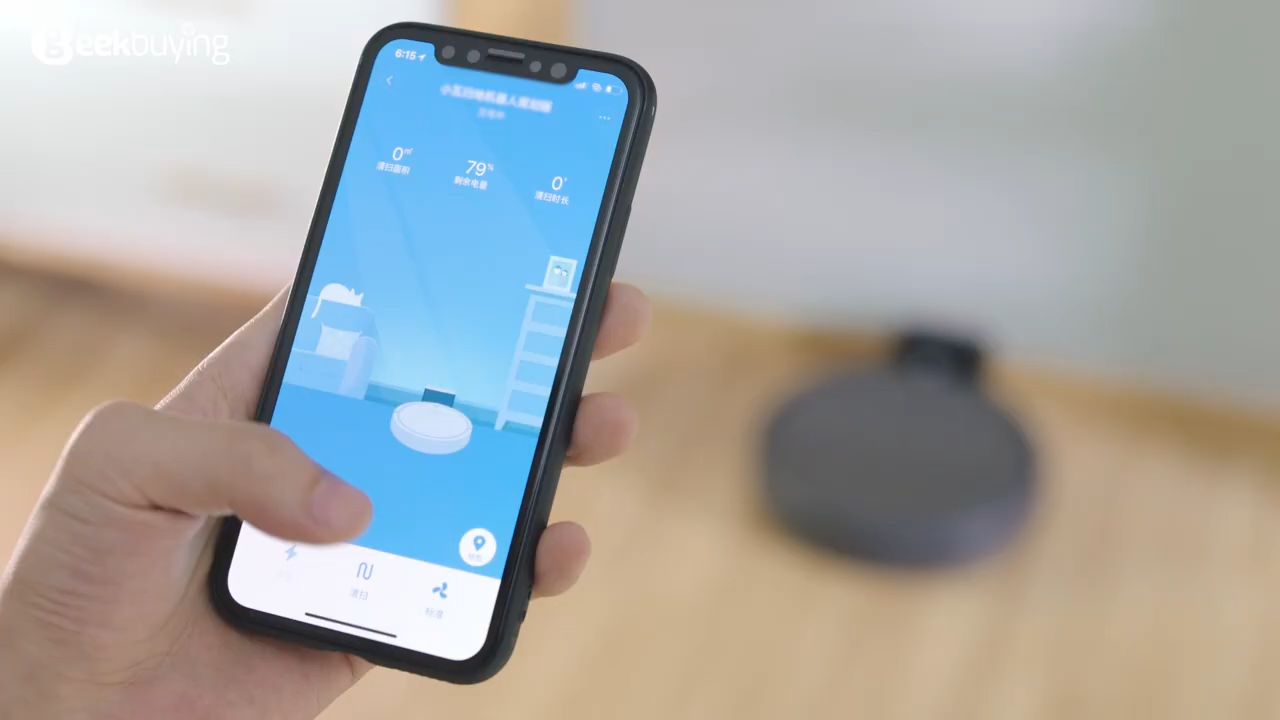 geekbuying
6:15
0㎡
清扫面积
79%
剩余电量
0'
清扫时长
清扫
标准